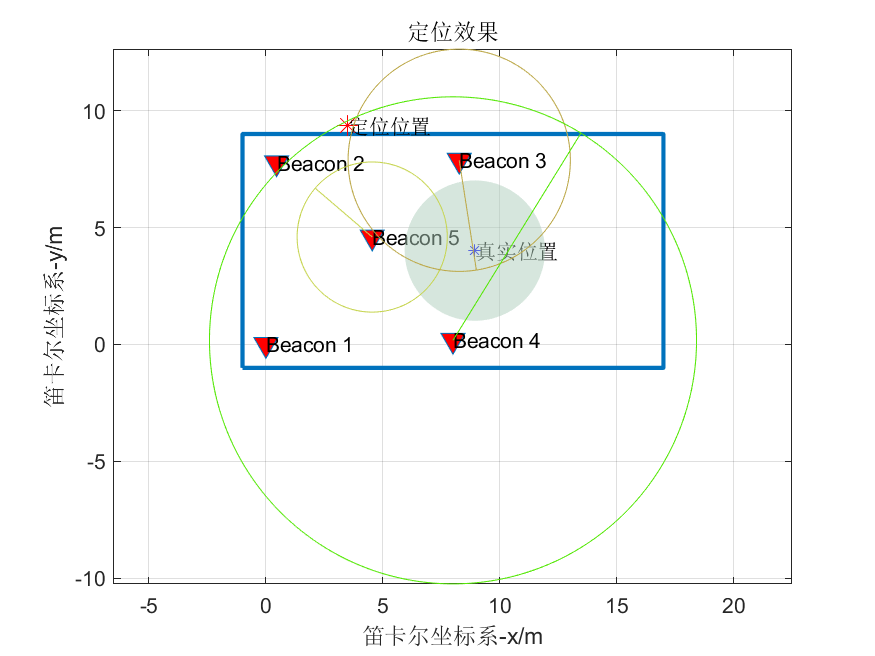 定位效果
10
定位位置
Beacon 2
Beacon 3
5
Beacon 5
真实位置
0
Beacon 1
Beacon 4
-5
-10
-5
0
5
10
15
20
笛卡尔坐标系-x/m
笛卡尔坐标系-y/m